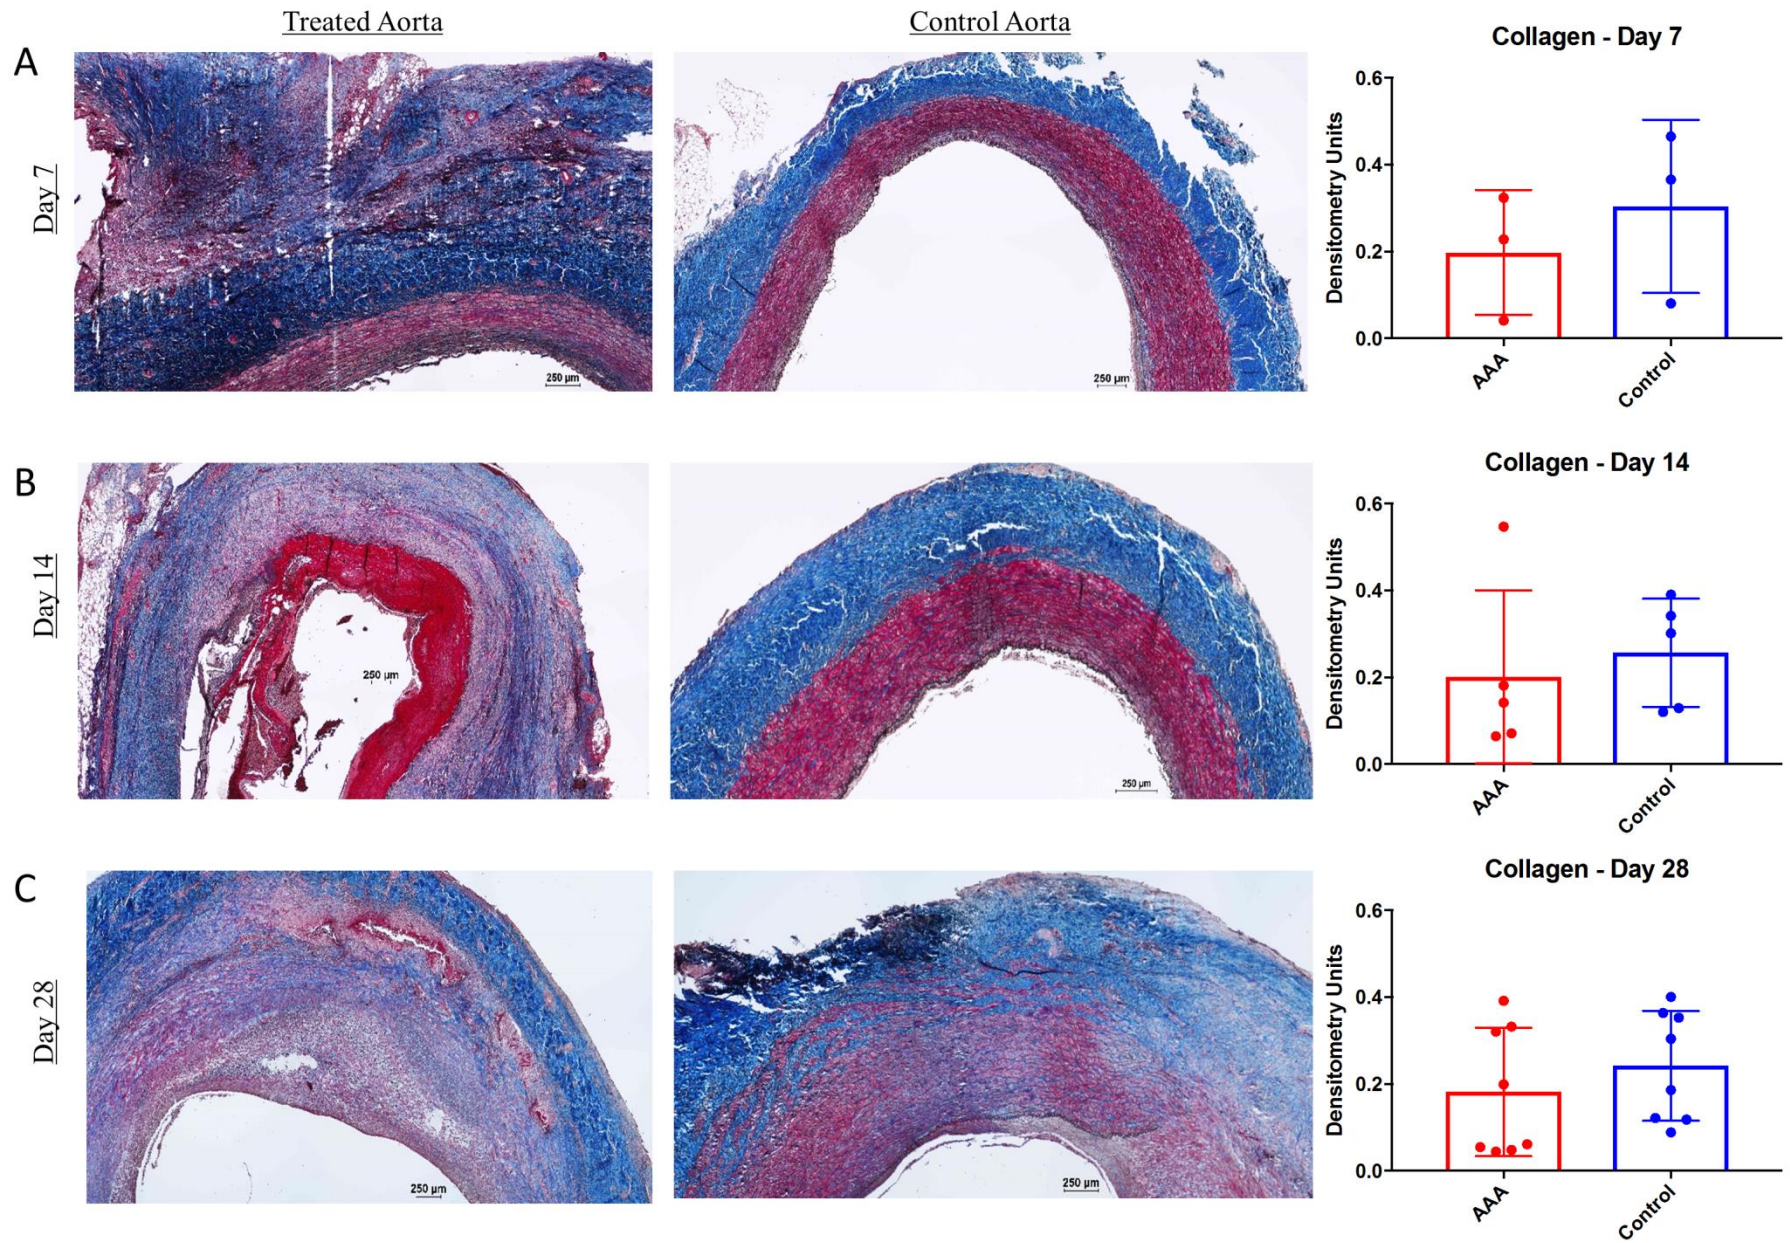 Treated Aorta
Control Aorta
A
Day 7
250 µm
250 µm
Collagen - Day 7
Densitometry Units
0.6
0.4
0.2
0.0
AAA
Control
B
Day 14
250 µm
250 µm
Collagen - Day 14
Densitometry Units
0.6
0.4
0.2
0.0
AAA
Control
C
Day 28
250 µm
250 µm
Collagen - Day 28
Densitometry Units
0.6
0.4
0.2
0.0
AAA
Control